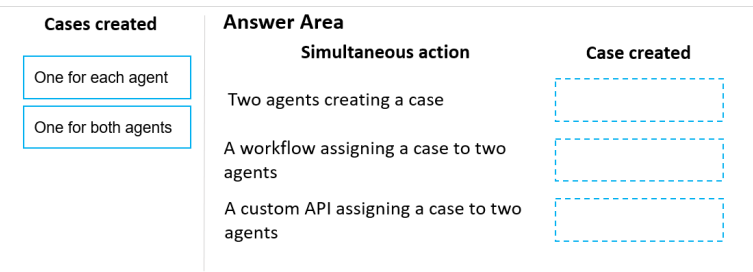 Cases created
One for each agent
One for both agents
Answer Area
Simultaneous action
Case created
Two agents creating a case
A workflow assigning a case to two
agents
A custom API assigning a case to two
agents